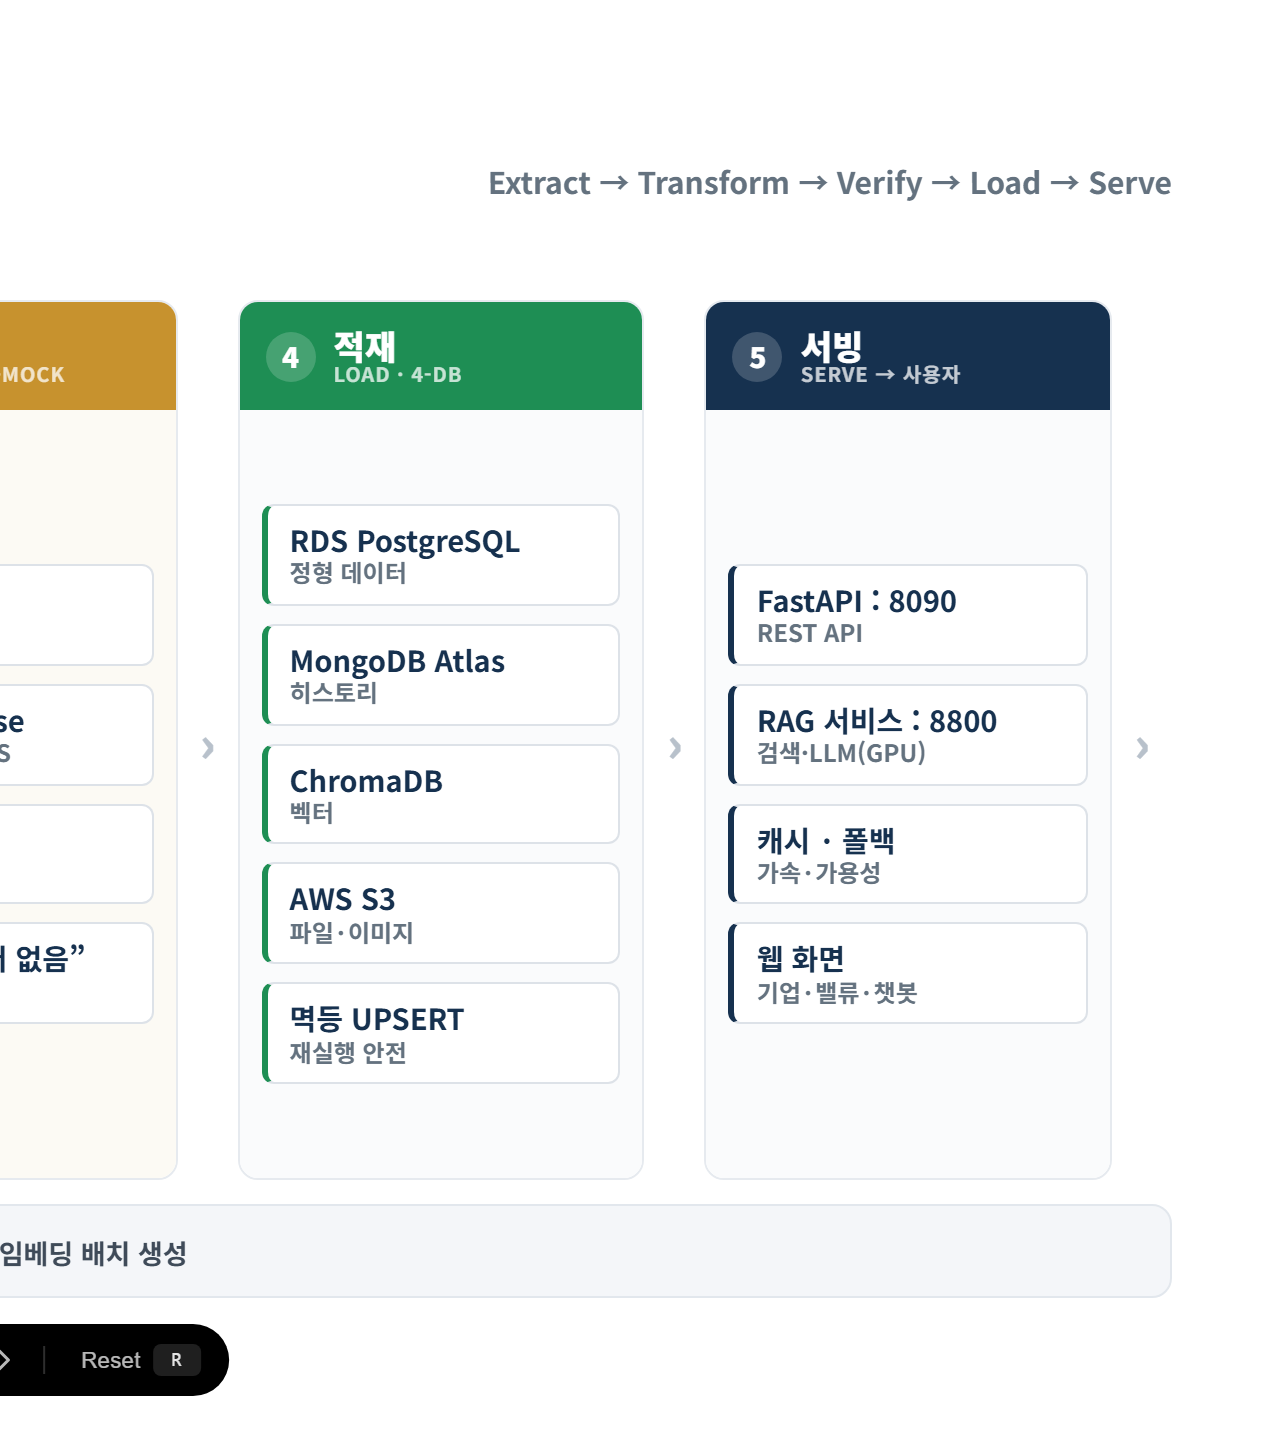 Extract → Transform → Verify → Load → Serve
MOCK
se
S
없음”
4
적재
LOAD · 4-DB
RDS PostgreSQL
정형 데이터
MongoDB Atlas
히스토리
ChromaDB
벡터
AWS S3
파일·이미지
멱등 UPSERT
재실행 안전
5
서빙
SERVE → 사용자
FastAPI : 8090
REST API
RAG 서비스 : 8800
검색·LLM(GPU)
캐시 · 폴백
가속·가용성
웹 화면
기업·밸류·챗봇
임베딩 배치 생성
Reset R